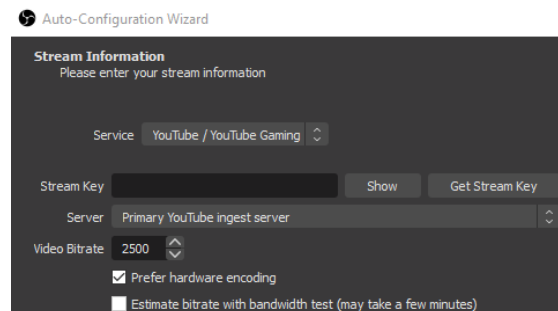 Auto-Configuration Wizard
Stream Information
Please enter your stream information
Service YouTube / YouTube Gaming
Stream Key Show Get Stream Key
Server Primary YouTube ingest server
Video Bitrate 2500
Prefer hardware encoding
Estimate bitrate with bandwidth test (may take a few minutes)